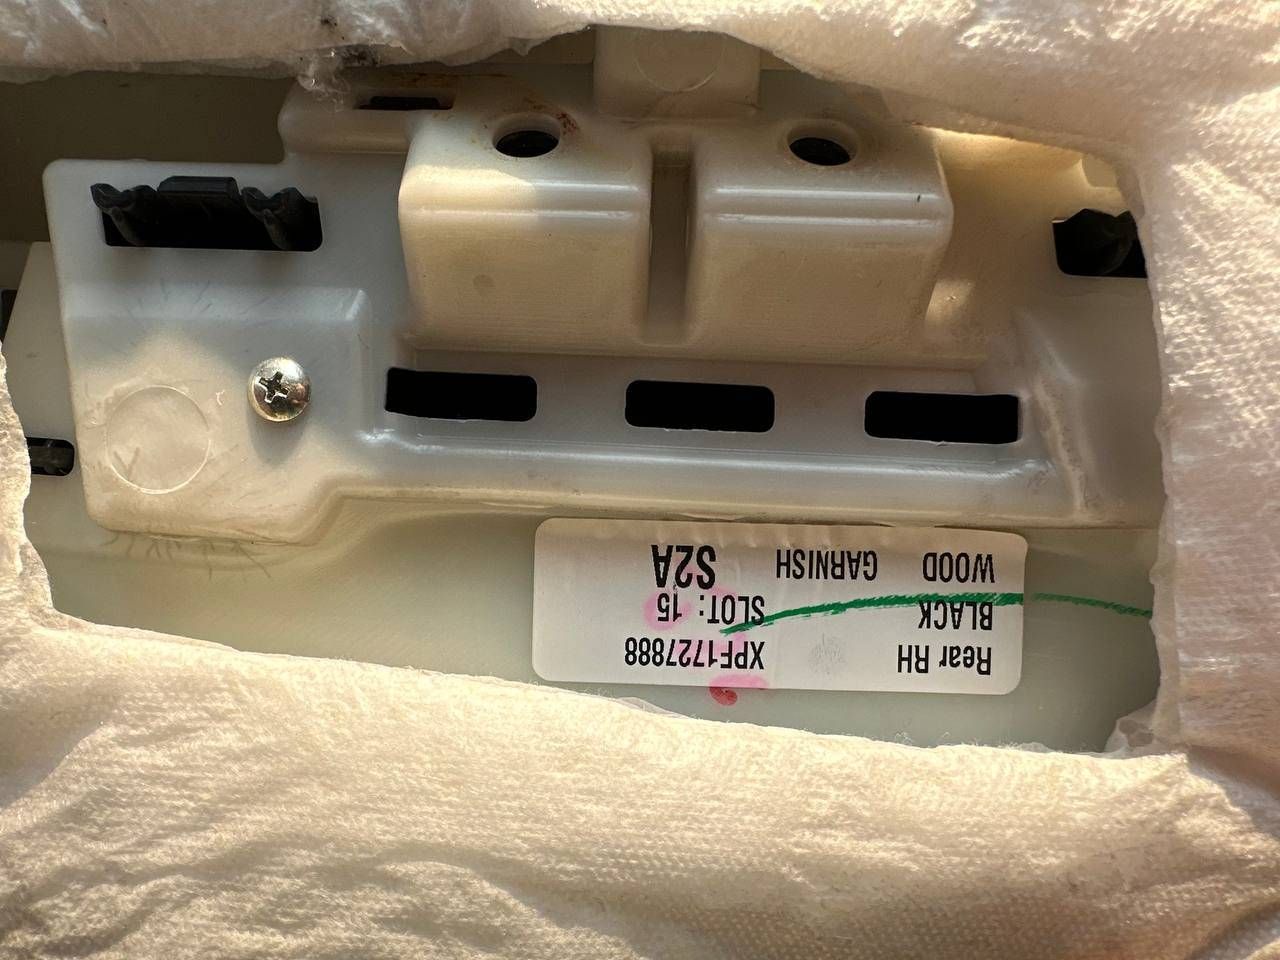 Rear RH XPF1727888
BLACK SLOT: 15
WOOD GARNISH S2A